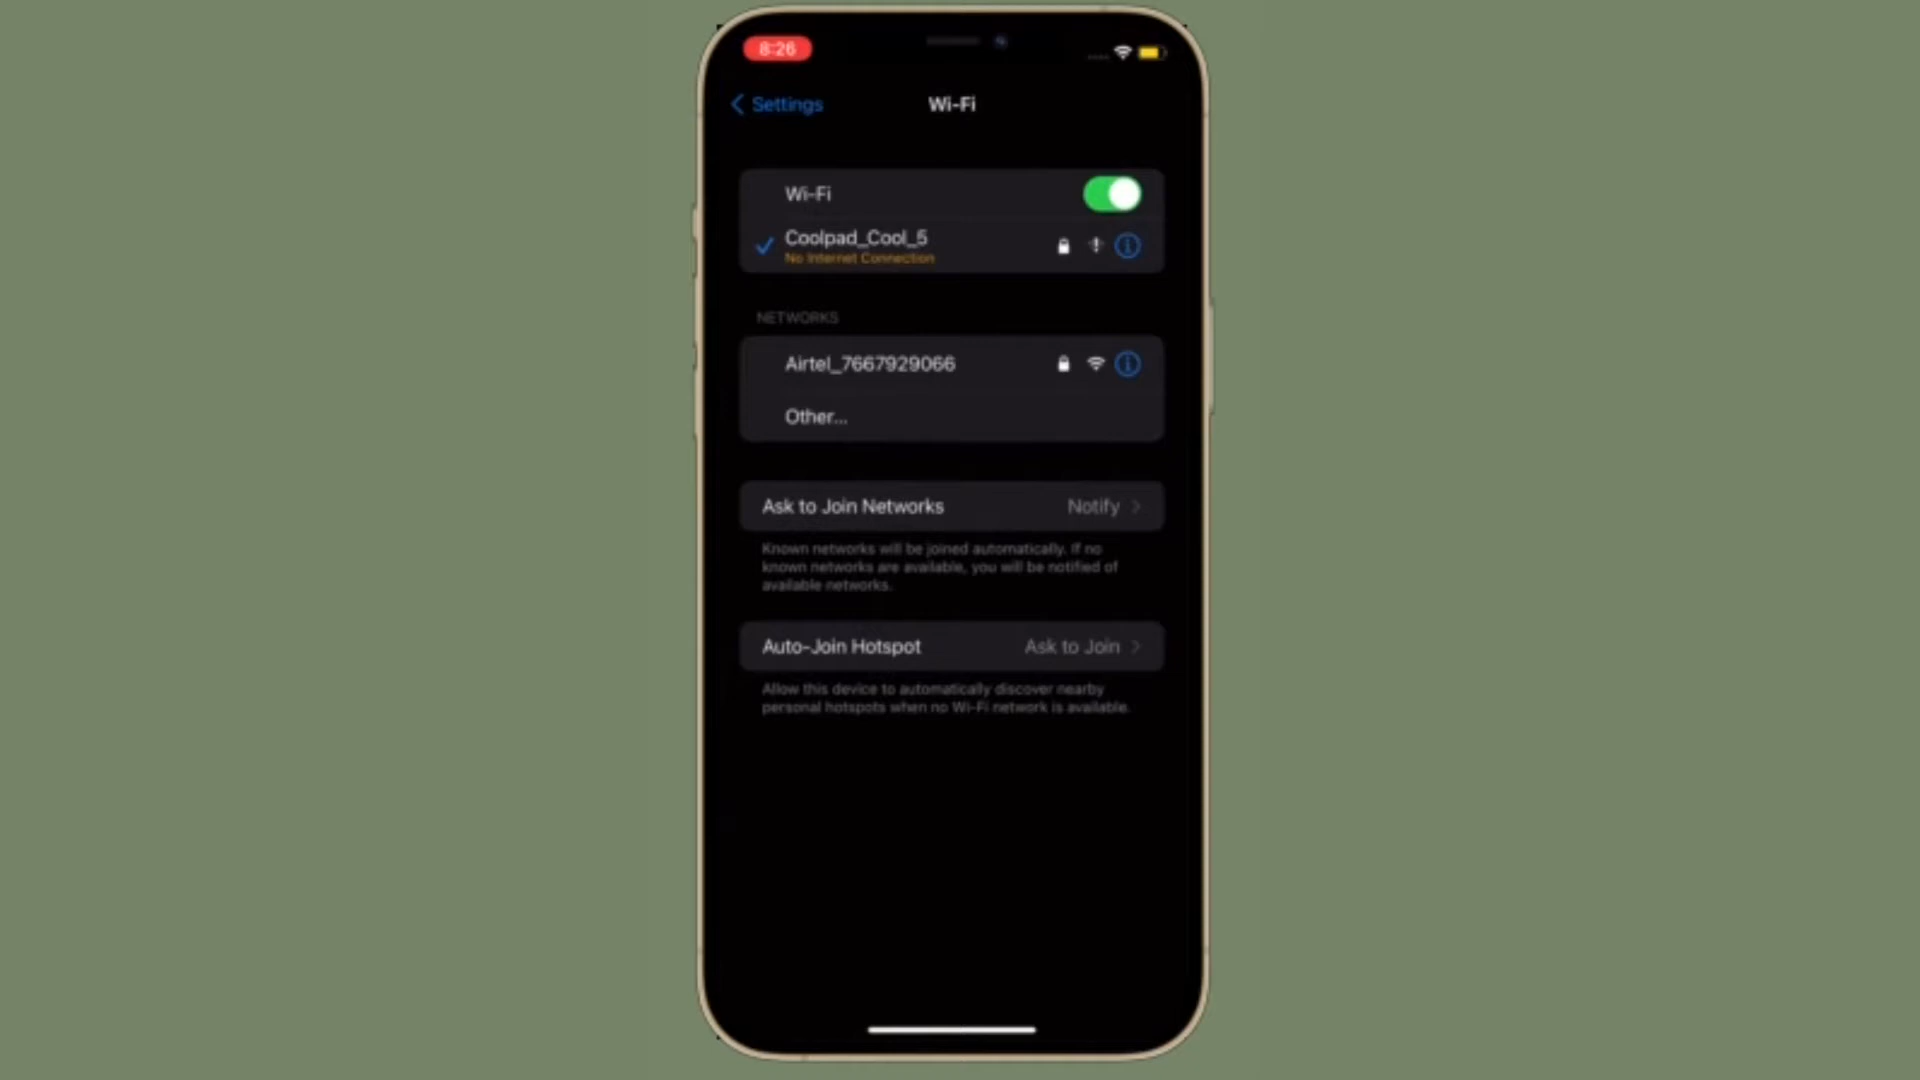 8:26
Settings
Wi-Fi
Wi-Fi
Coolpad_Cool_5
No Internet Connection
NETWORKS
Airtel_7667929066
Other...
Ask to Join Networks Notify
Known networks will be joined automatically. If no
known networks are available, you will be notified of
available networks.
Auto-Join Hotspot Ask to Join
Allow this device to automatically discover nearby
personal hotspots when no Wi-Fi network is available.